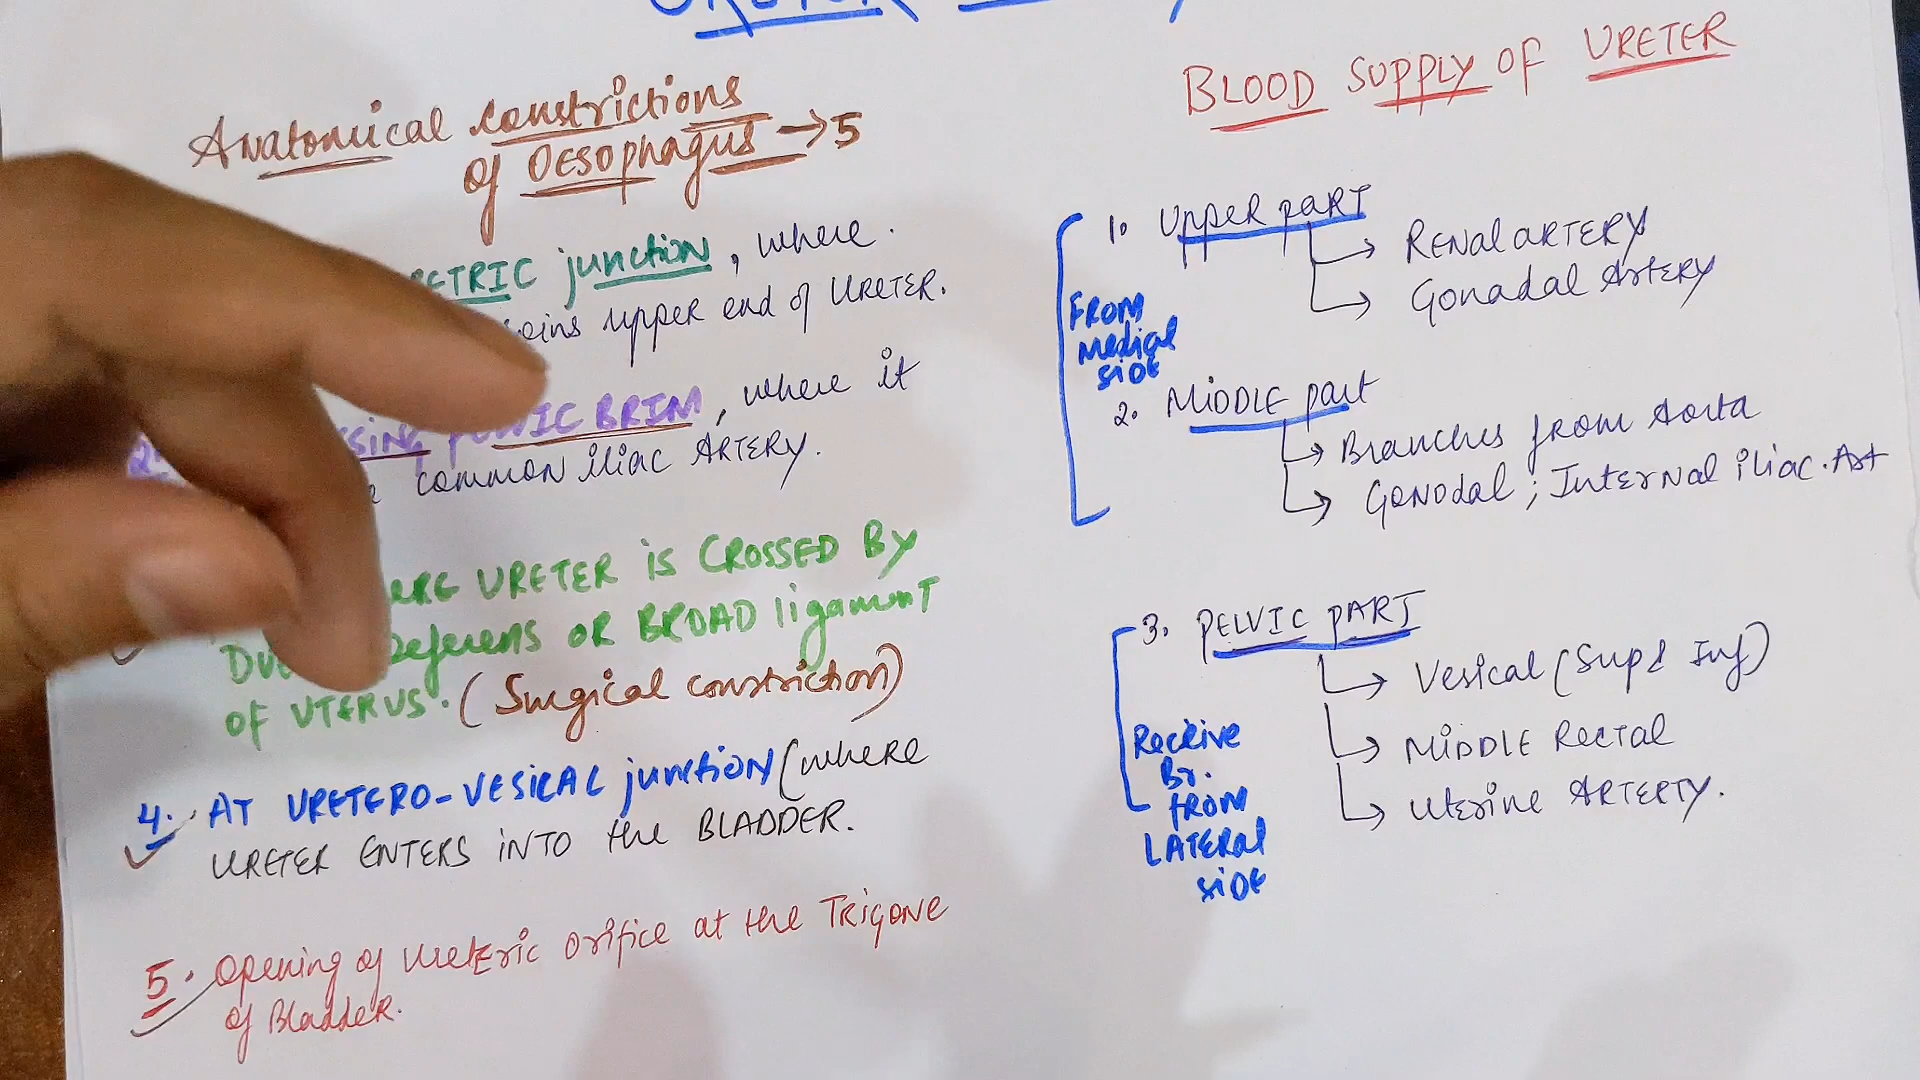 Anatomical constrictions
of OESOphagus → 5
junction, where.
upper end of URETER.
BRIM, where it
common iliac ARTERY.
URETER is CROSSED By
Deferens OR BROAD ligamenT
OF UTERUS. (Surgical constriction)
4. AT URETERO-VESICAL junction (where
URETER ENTERS iNTO the BLADDER.
5. Opening of Ureteric Orifice at the TRIGONE
of Bladder.
BLOOD SUPPLY OF URETER
1. Upper pART
→ RENal ARTERY
→ Gonadal Artery
FROM
Medial
SiDE
2. MiDDLE part
→ Branches from Aorta
→ GONOdal ; INTERNal iliac.Art
3. PELVIC PART
→ Vesical (Sup & Inf)
→ MiDDLE Rectal
→ Uterine ARTERTY.
Receive
Br.
FROM
LATERal
SiDE